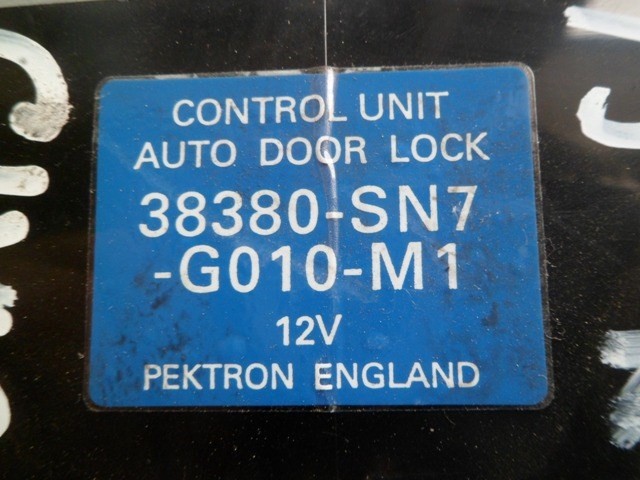 CONTROL UNIT
AUTO DOOR LOCK
38380-SN7
-G010-M1
12V
PEKTRON ENGLAND